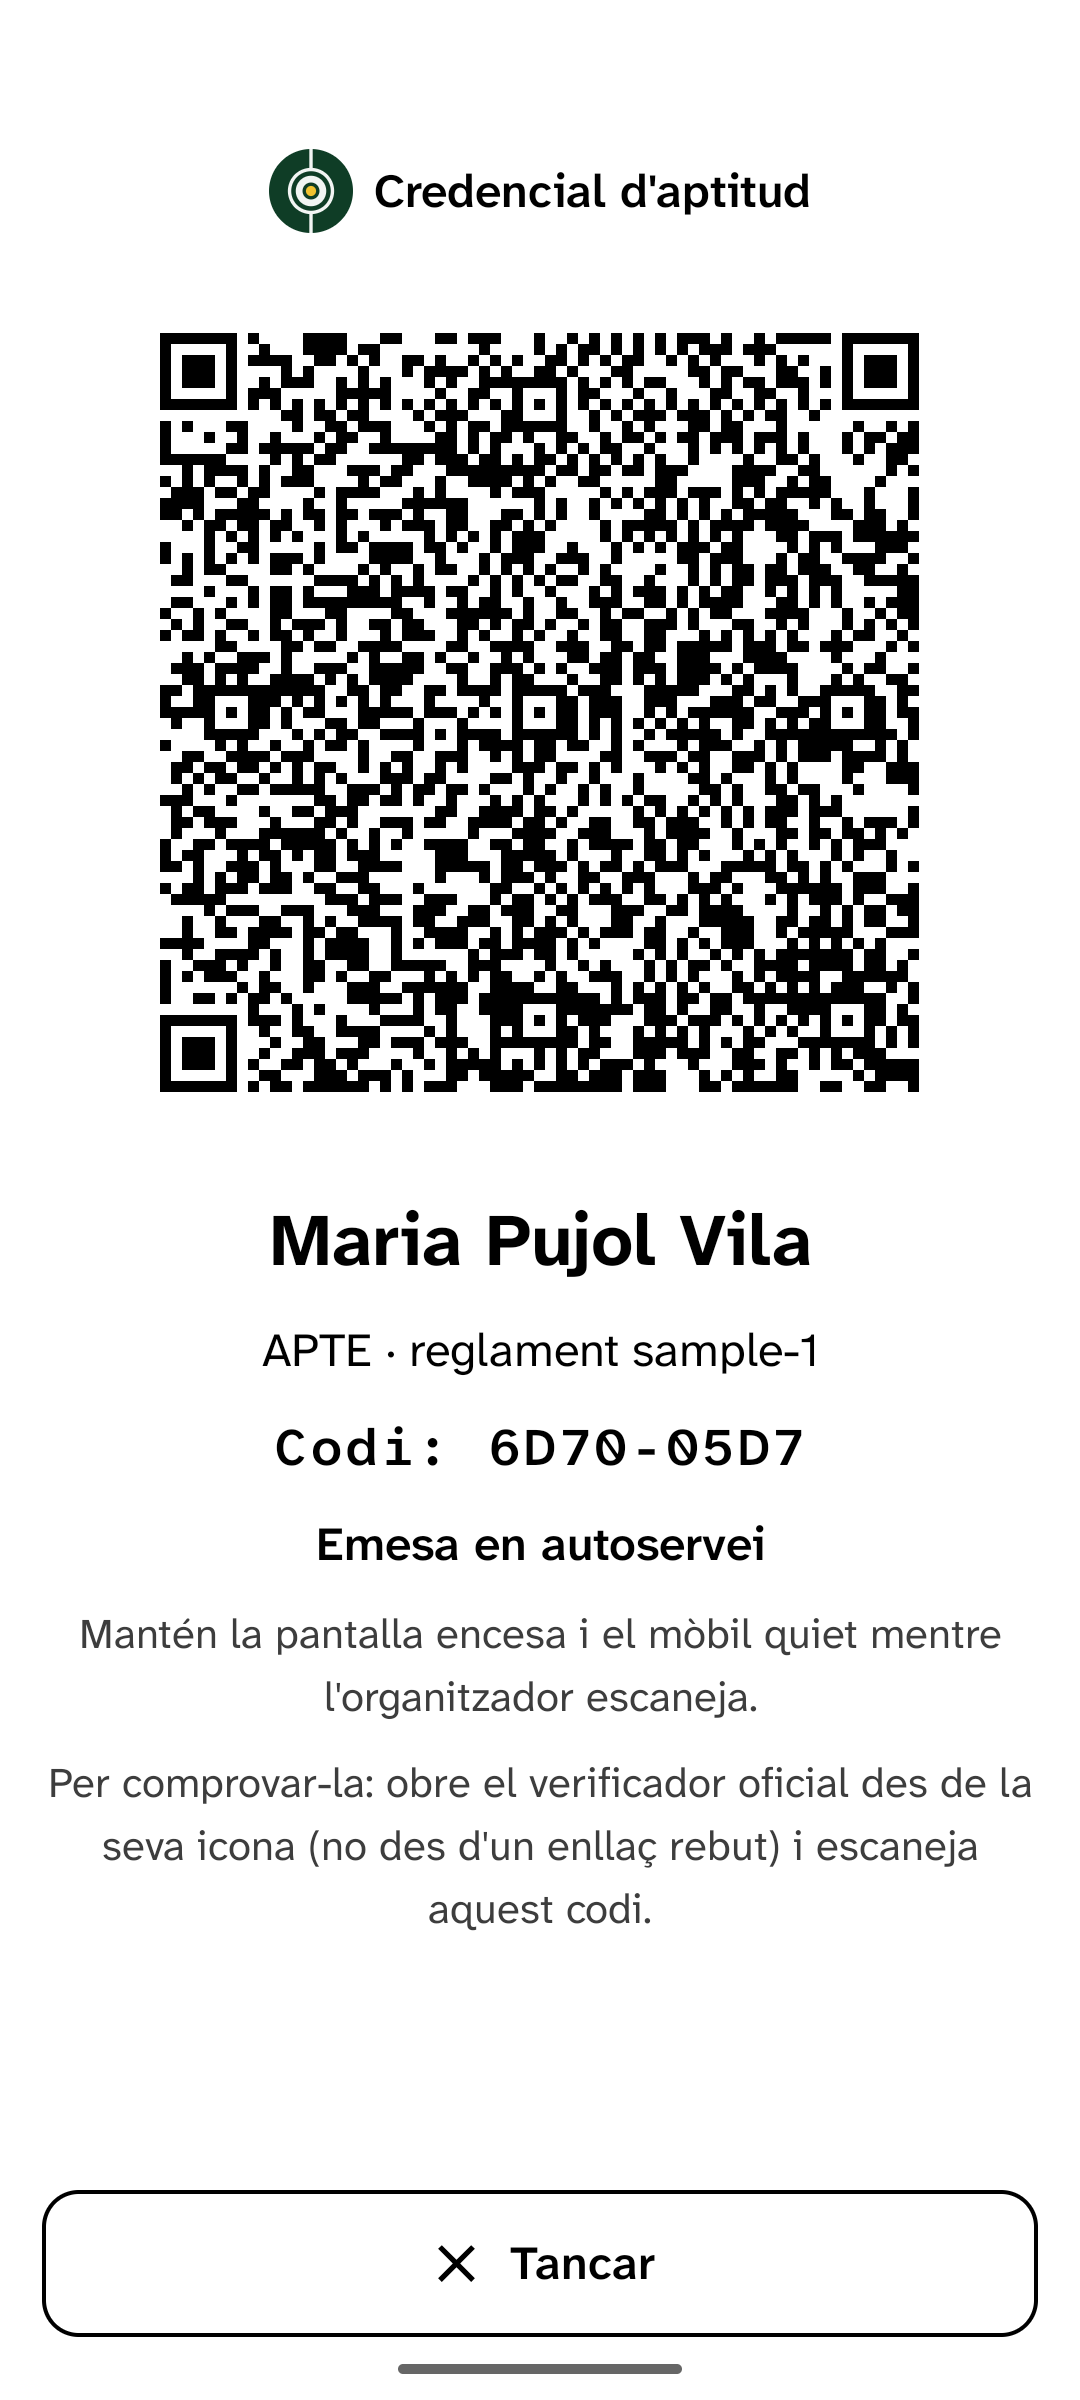 Credencial d'aptitud
Maria Pujol Vila
APTE · reglament sample-1
Codi: 6D70-05D7
Emesa en autoservei
Mantén la pantalla encesa i el mòbil quiet mentre
l'organitzador escaneja.
Per comprovar-la: obre el verificador oficial des de la
seva icona (no des d'un enllaç rebut) i escaneja
aquest codi.
Tancar